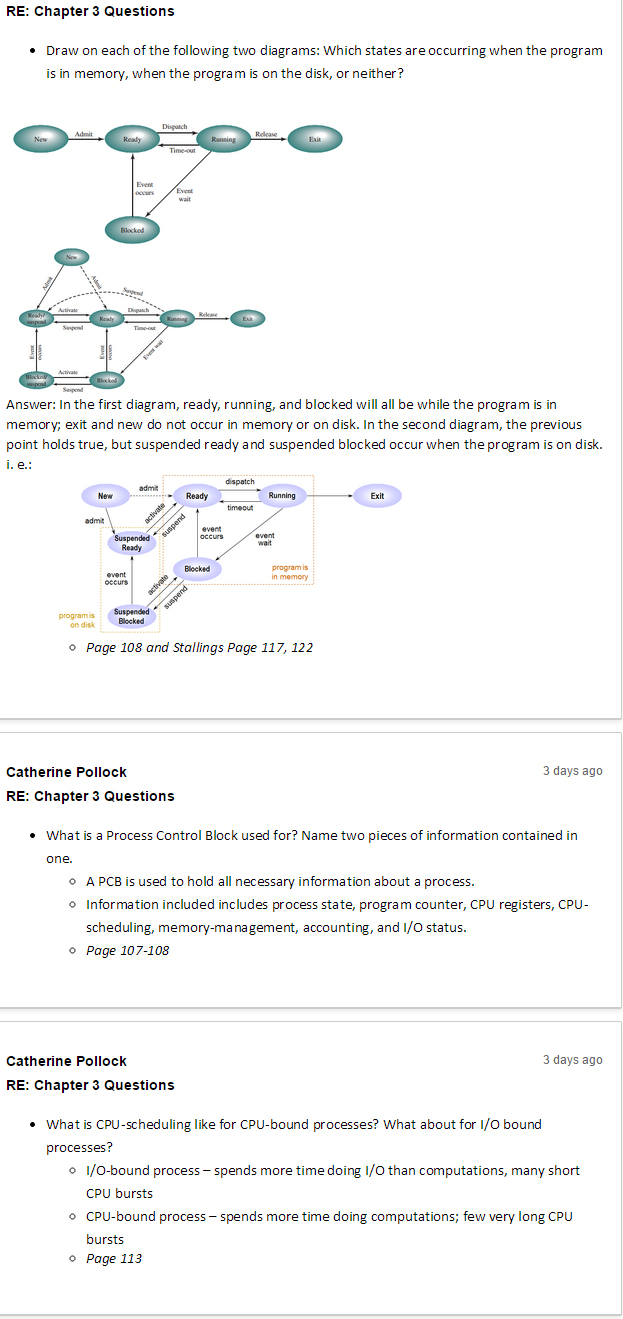 RE: Chapter 3 Questions
• Draw on each of the following two diagrams: Which states are occurring when the program
is in memory, when the program is on the disk, or neither?
Dispatch
New
Admit
Ready
Running
Release
Exit
Time-out
Event
occurs
Event
wait
Blocked
New
Admit
Admit
Suspend
Ready/
suspend
Activate
Suspend
Ready
Dispatch
Time-out
Running
Release
Exit
Event
occurs
Event
occurs
Event wait
Blocked/
suspend
Activate
Suspend
Blocked
Answer: In the first diagram, ready, running, and blocked will all be while the program is in
memory; exit and new do not occur in memory or on disk. In the second diagram, the previous
point holds true, but suspended ready and suspended blocked occur when the program is on disk.
i. e.:
dispatch
admit
New
Ready
Running
Exit
timeout
admit
activate
suspend
Suspended
Ready
event
occurs
event
wait
Blocked
program is
in memory
event
occurs
activate
suspend
program is
on disk
Suspended
Blocked
o Page 108 and Stallings Page 117, 122
Catherine Pollock
3 days ago
RE: Chapter 3 Questions
• What is a Process Control Block used for? Name two pieces of information contained in
one.
o A PCB is used to hold all necessary information about a process.
o Information included includes process state, program counter, CPU registers, CPU-
scheduling, memory-management, accounting, and I/O status.
o Page 107-108
Catherine Pollock
3 days ago
RE: Chapter 3 Questions
• What is CPU-scheduling like for CPU-bound processes? What about for I/O bound
processes?
o I/O-bound process – spends more time doing I/O than computations, many short
CPU bursts
o CPU-bound process – spends more time doing computations; few very long CPU
bursts
o Page 113